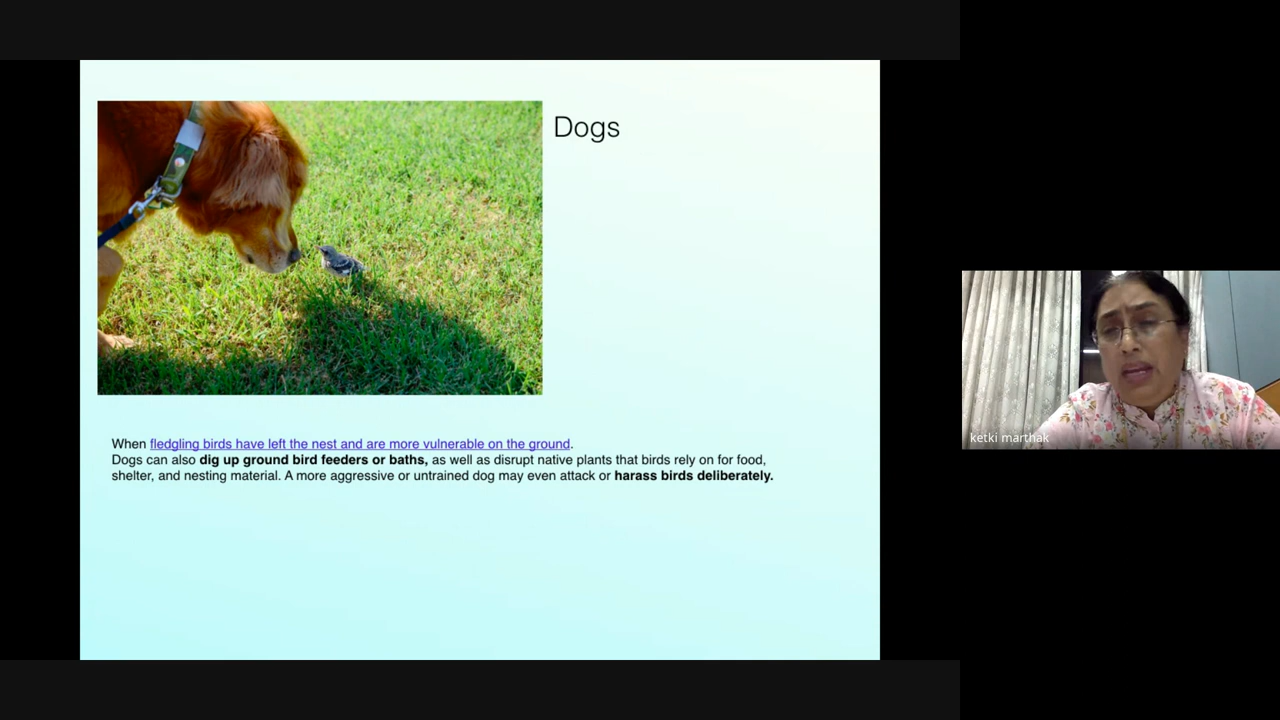 Dogs
When fledgling birds have left the nest and are more vulnerable on the ground.
Dogs can also dig up ground bird feeders or baths, as well as disrupt native plants that birds rely on for food,
shelter, and nesting material. A more aggressive or untrained dog may even attack or harass birds deliberately.
ketki marthak